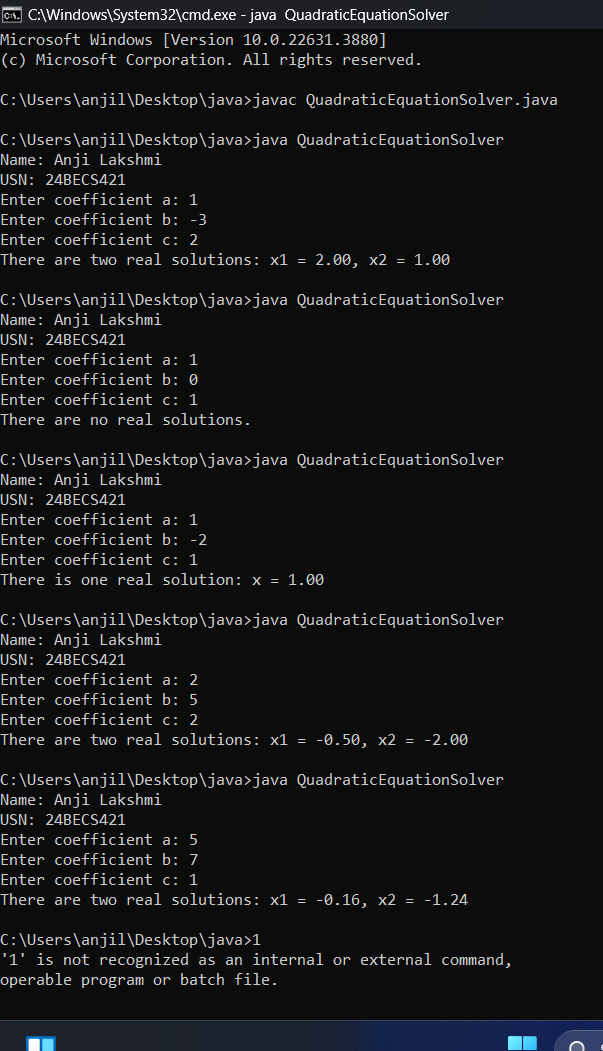 C:\Windows\System32\cmd.exe - java  QuadraticEquationSolver
Microsoft Windows [Version 10.0.22631.3880]
(c) Microsoft Corporation. All rights reserved.
C:\Users\anjil\Desktop\java>javac QuadraticEquationSolver.java
C:\Users\anjil\Desktop\java>java QuadraticEquationSolver
Name: Anji Lakshmi
USN: 24BECS421
Enter coefficient a: 1
Enter coefficient b: -3
Enter coefficient c: 2
There are two real solutions: x1 = 2.00, x2 = 1.00
C:\Users\anjil\Desktop\java>java QuadraticEquationSolver
Name: Anji Lakshmi
USN: 24BECS421
Enter coefficient a: 1
Enter coefficient b: 0
Enter coefficient c: 1
There are no real solutions.
C:\Users\anjil\Desktop\java>java QuadraticEquationSolver
Name: Anji Lakshmi
USN: 24BECS421
Enter coefficient a: 1
Enter coefficient b: -2
Enter coefficient c: 1
There is one real solution: x = 1.00
C:\Users\anjil\Desktop\java>java QuadraticEquationSolver
Name: Anji Lakshmi
USN: 24BECS421
Enter coefficient a: 2
Enter coefficient b: 5
Enter coefficient c: 2
There are two real solutions: x1 = -0.50, x2 = -2.00
C:\Users\anjil\Desktop\java>java QuadraticEquationSolver
Name: Anji Lakshmi
USN: 24BECS421
Enter coefficient a: 5
Enter coefficient b: 7
Enter coefficient c: 1
There are two real solutions: x1 = -0.16, x2 = -1.24
C:\Users\anjil\Desktop\java>1
'1' is not recognized as an internal or external command,
operable program or batch file.